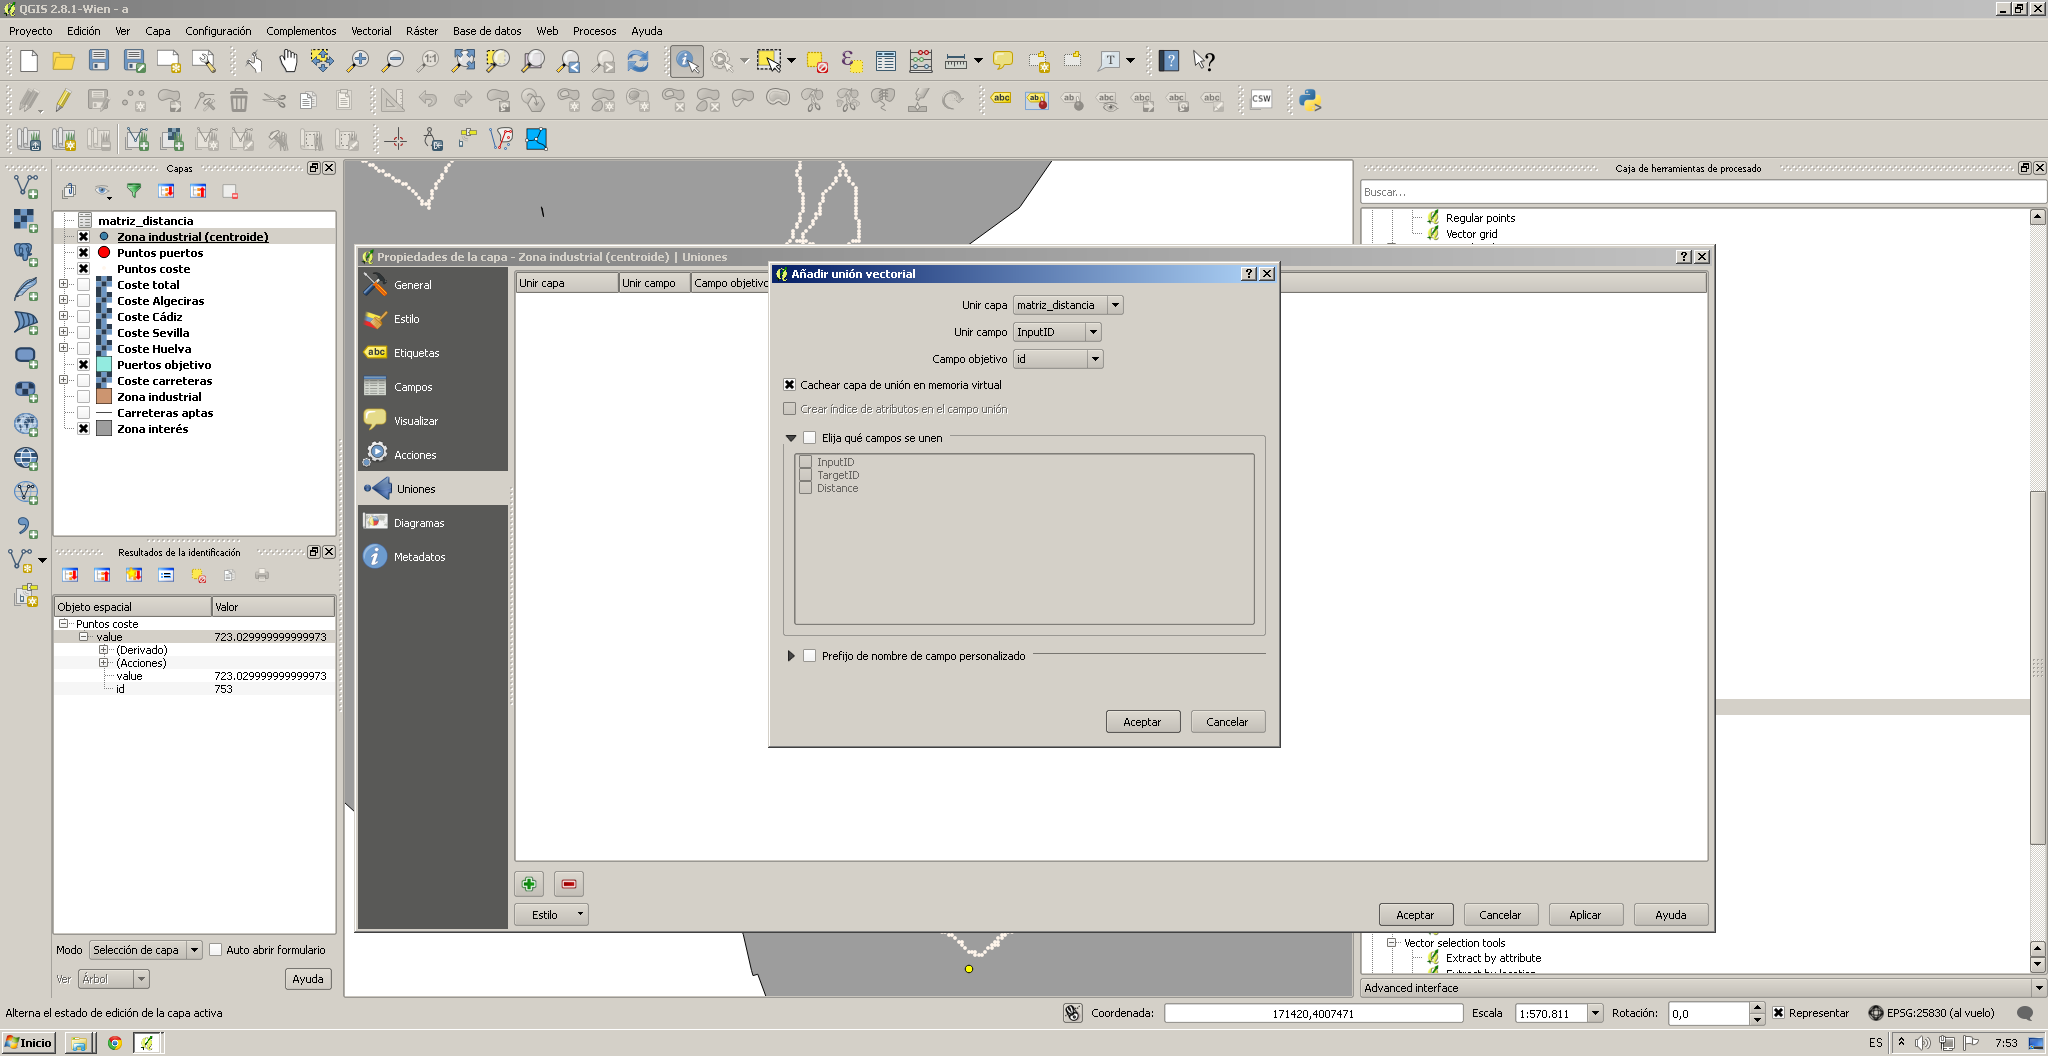 QGIS 2.8.1-Wien - a
Proyecto Edición Ver Capa Configuración Complementos Vectorial Ráster Base de datos Web Procesos Ayuda
abc
CSW
Capas
matriz_distancia
Zona industrial (centroide)
Puntos puertos
Puntos coste
Coste total
Coste Algeciras
Coste Cádiz
Coste Sevilla
Coste Huelva
Puertos objetivo
Coste carreteras
Zona industrial
Carreteras aptas
Zona interés
Resultados de la identificación
Objeto espacial Valor
Puntos coste
value 723.029999999999973
(Derivado)
(Acciones)
value 723.029999999999973
id 753
Modo Selección de capa Auto abrir formulario
Ver Árbol Ayuda
Propiedades de la capa - Zona industrial (centroide) | Uniones
General
Estilo
abc Etiquetas
Campos
Visualizar
Acciones
Uniones
Diagramas
Metadatos
Unir capa Unir campo Campo objetivo
Estilo
Aceptar Cancelar Aplicar Ayuda
Añadir unión vectorial
Unir capa matriz_distancia
Unir campo InputID
Campo objetivo id
Cachear capa de unión en memoria virtual
Crear índice de atributos en el campo unión
Elija qué campos se unen
InputID
TargetID
Distance
Prefijo de nombre de campo personalizado
Aceptar Cancelar
Caja de herramientas de procesado
Buscar...
Regular points
Vector grid
Vector selection tools
Extract by attribute
Extract by location
Advanced interface
Alterna el estado de edición de la capa activa
Coordenada: 171420,4007471 Escala 1:570.811 Rotación: 0,0 Representar EPSG:25830 (al vuelo)
Inicio ES 7:53